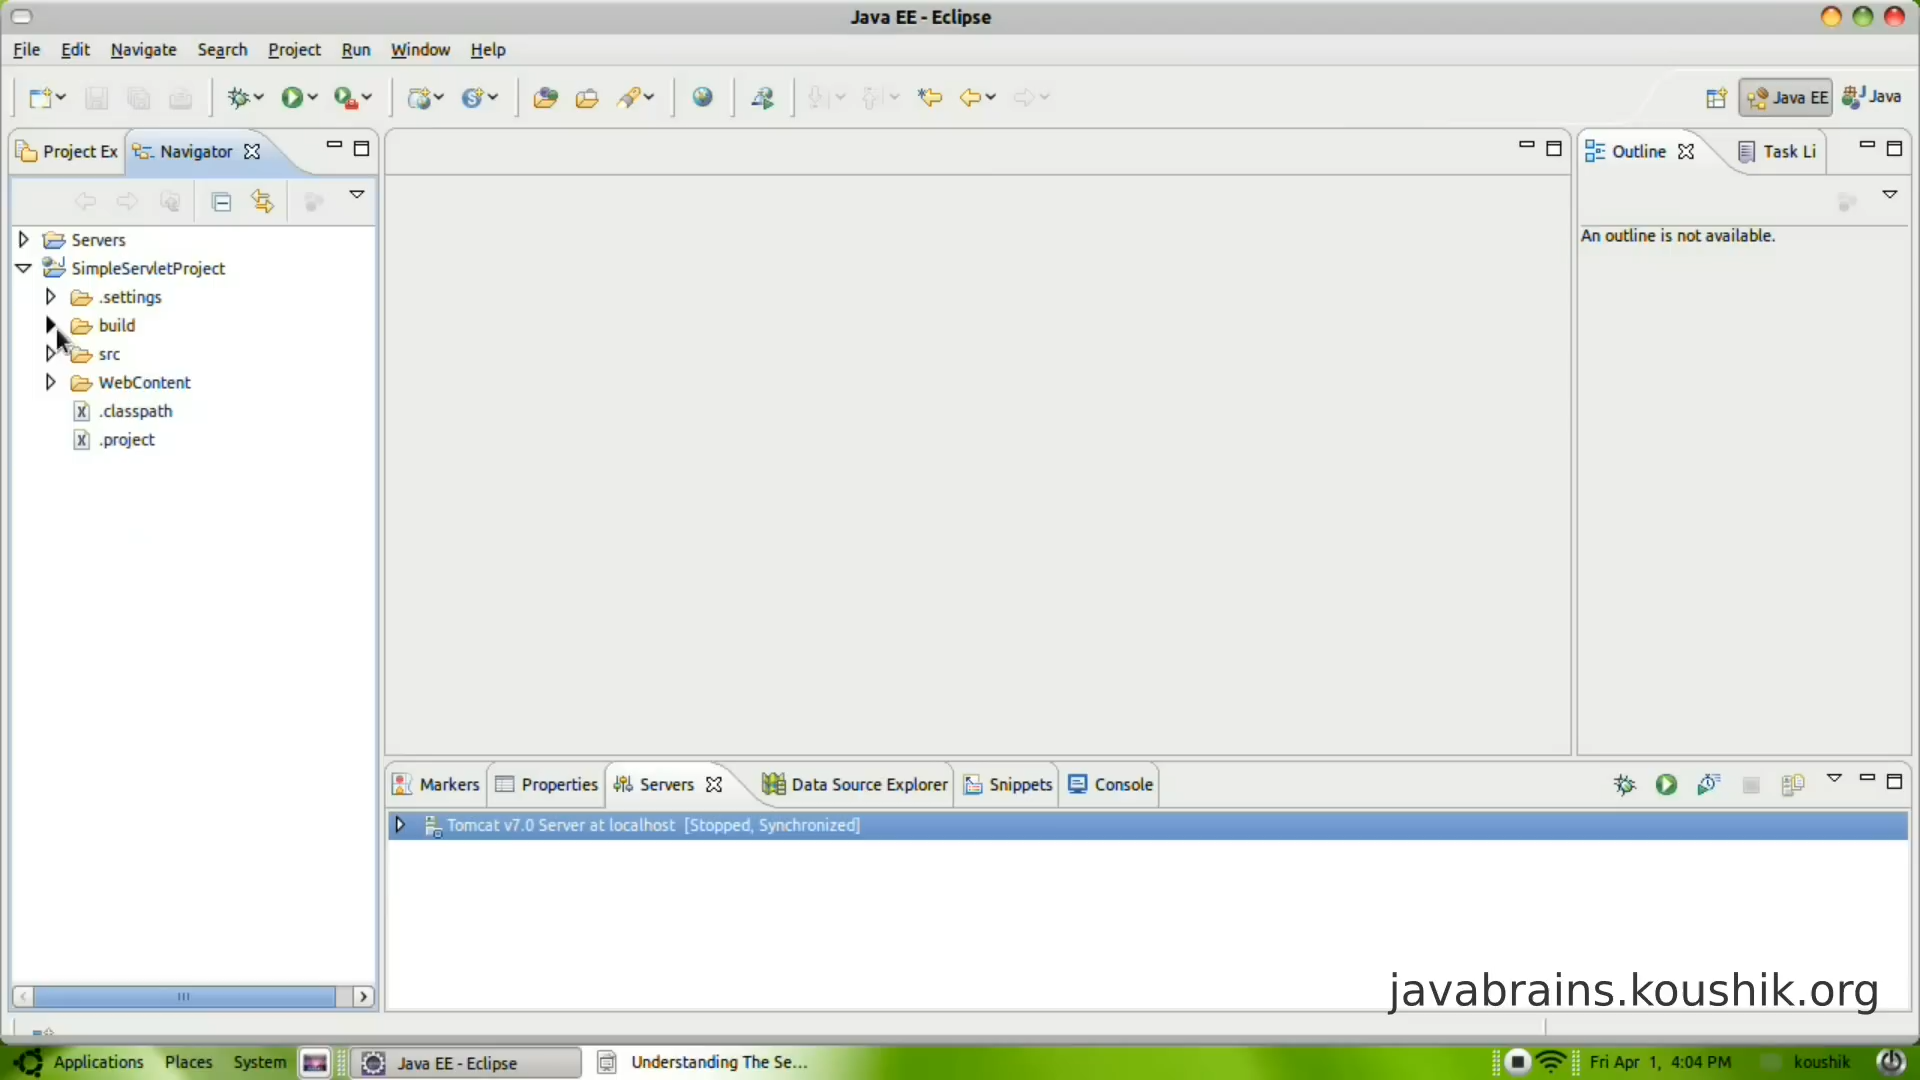 Java EE - Eclipse
File Edit Navigate Search Project Run Window Help
Java EE Java
Project Ex Navigator
Outline Task Li
Servers
An outline is not available.
SimpleServletProject
.settings
build
src
WebContent
.classpath
.project
Markers Properties Servers Data Source Explorer Snippets Console
Tomcat v7.0 Server at localhost [Stopped, Synchronized]
javabrains.koushik.org
Applications Places System Java EE - Eclipse Understanding The Se... Fri Apr 1, 4:04 PM koushik